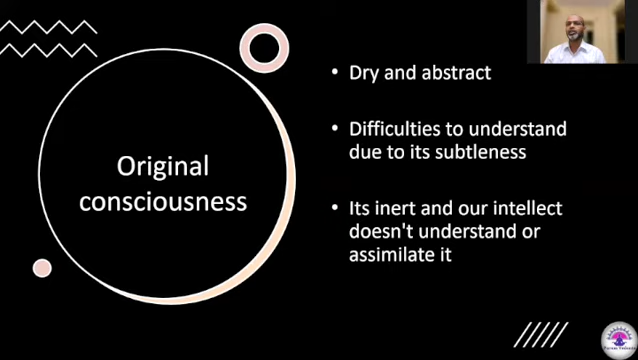 Original
consciousness
• Dry and abstract
• Difficulties to understand
due to its subtleness
• Its inert and our intellect
doesn't understand or
assimilate it